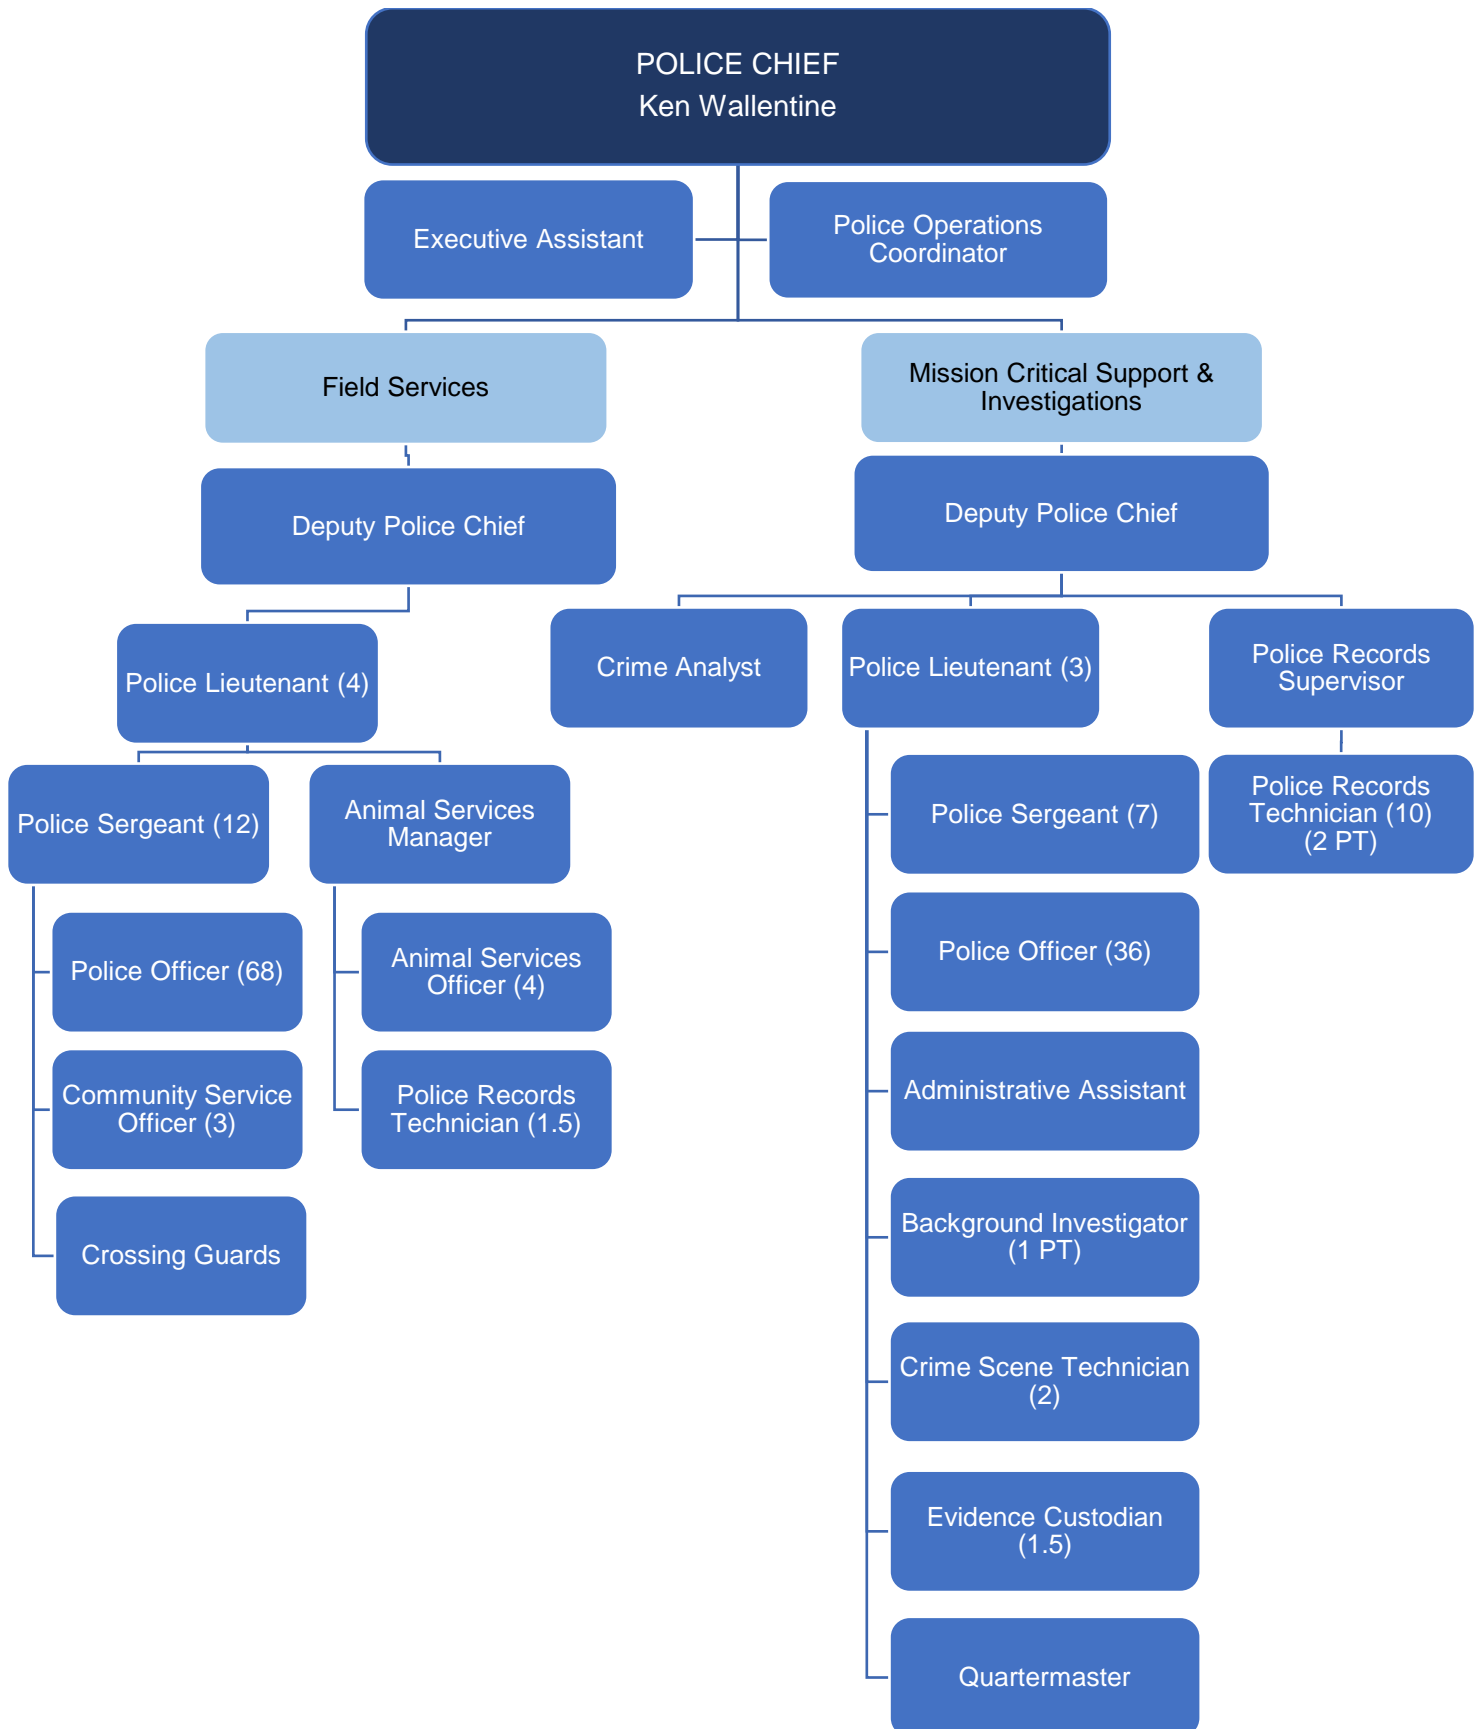 POLICE CHIEF
Ken Wallentine
Executive Assistant
Police Operations
Coordinator
Field Services
Mission Critical Support &
Investigations
Deputy Police Chief
Deputy Police Chief
Police Lieutenant (4)
Crime Analyst
Police Lieutenant (3)
Police Records
Supervisor
Police Sergeant (12)
Animal Services
Manager
Police Officer (68)
Community Service
Officer (3)
Crossing Guards
Animal Services
Officer (4)
Police Records
Technician (1.5)
Police Sergeant (7)
Police Officer (36)
Administrative Assistant
Background Investigator
(1 PT)
Crime Scene Technician
(2)
Evidence Custodian
(1.5)
Quartermaster
Police Records
Technician (10)
(2 PT)